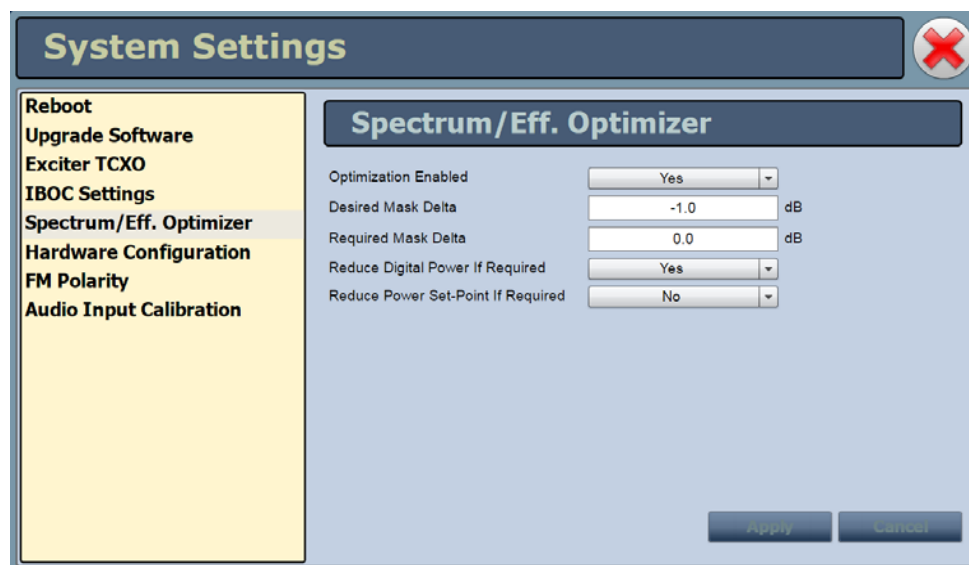 System Settings
Reboot
Upgrade Software
Exciter TCXO
IBOC Settings
Spectrum/Eff. Optimizer
Hardware Configuration
FM Polarity
Audio Input Calibration
Spectrum/Eff. Optimizer
Optimization Enabled Yes
Desired Mask Delta -1.0 dB
Required Mask Delta 0.0 dB
Reduce Digital Power If Required Yes
Reduce Power Set-Point If Required No
Apply Cancel